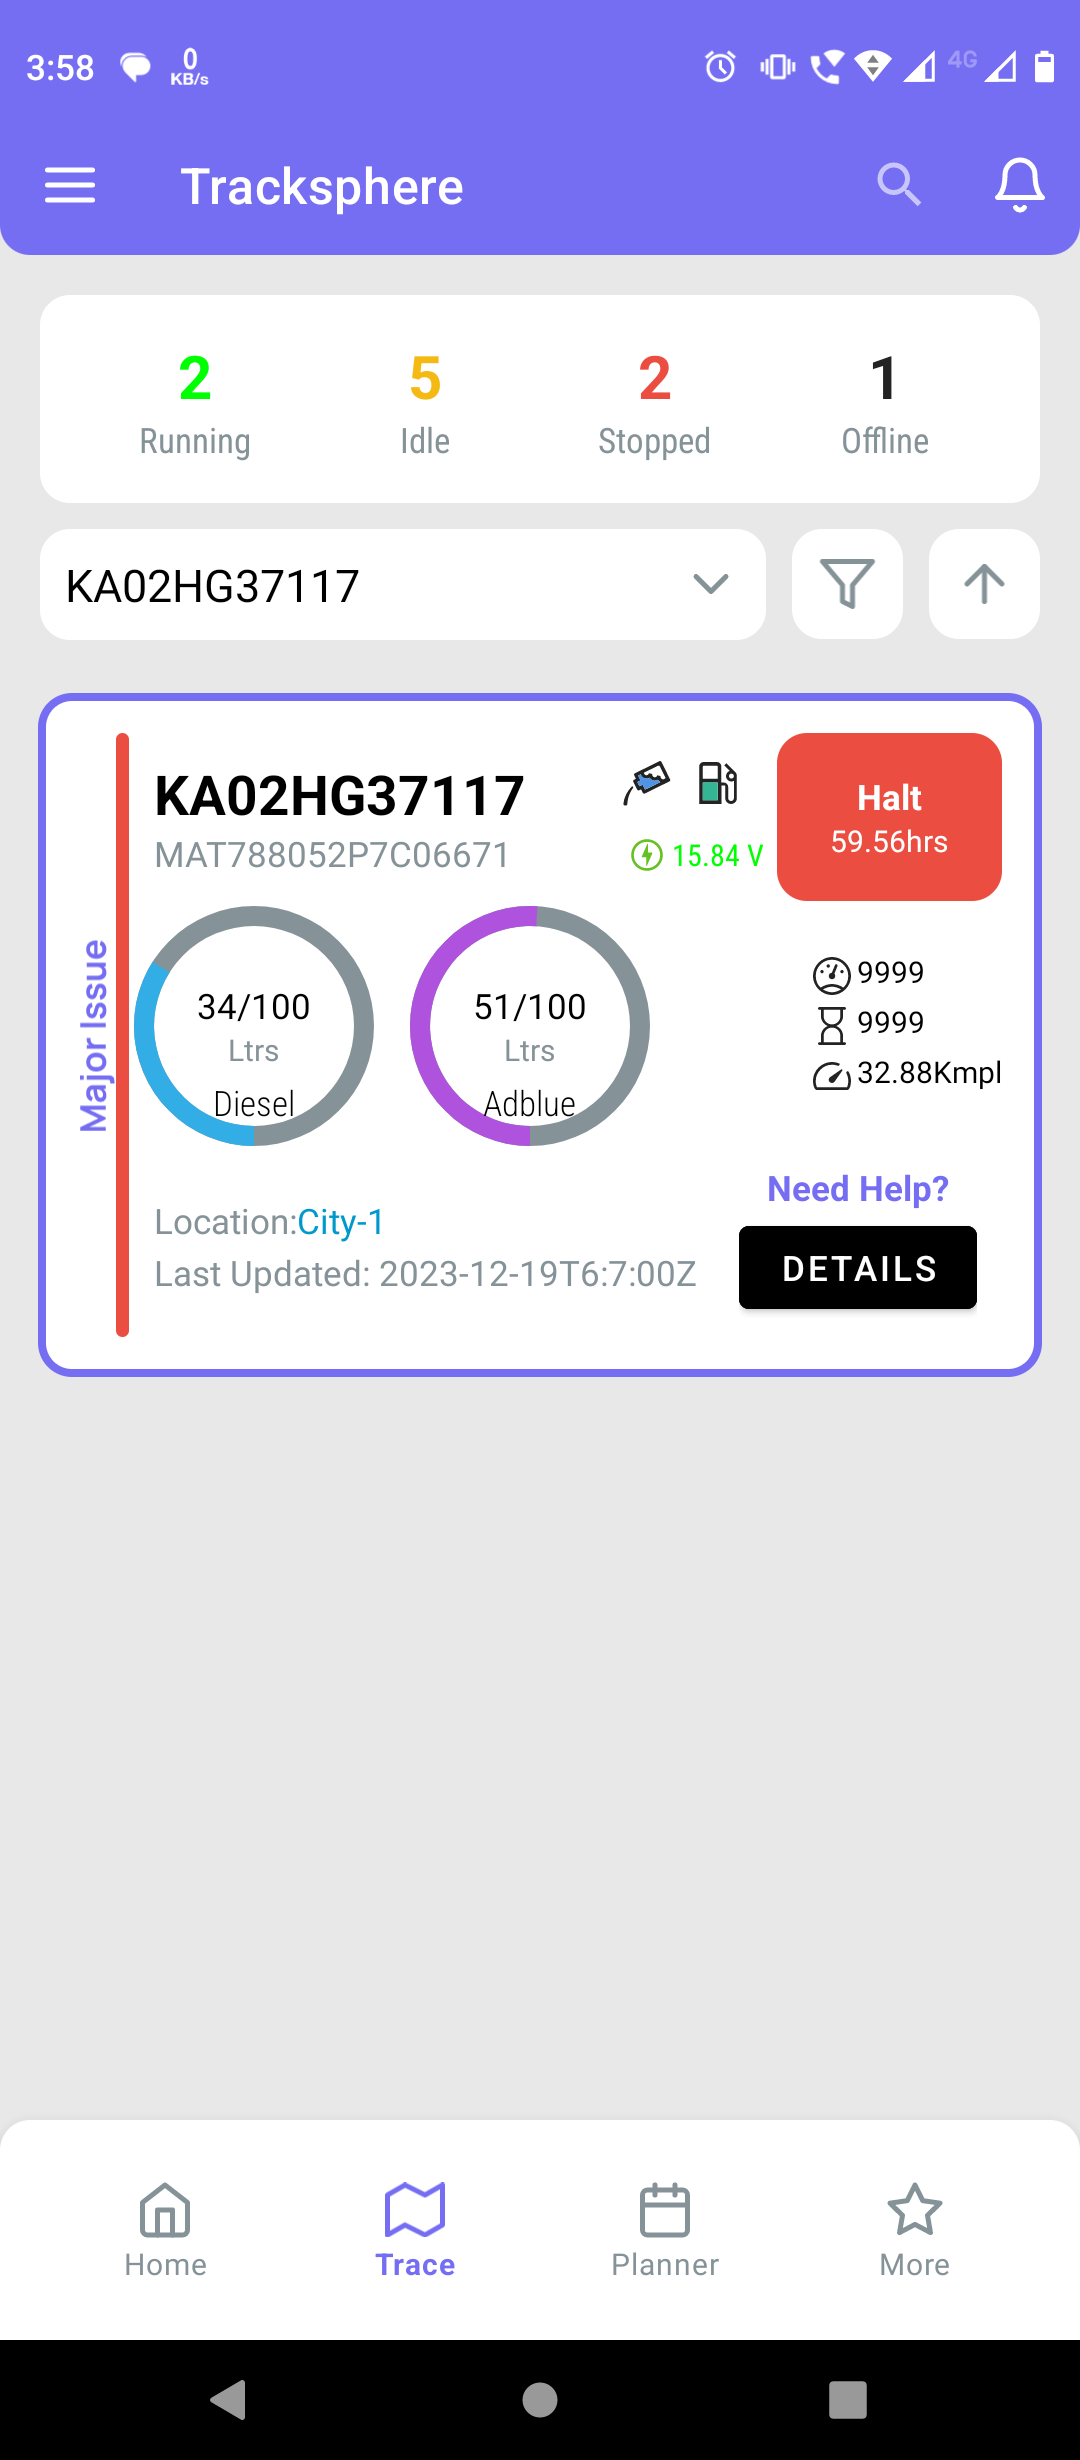 3:58
0
KB/s
4G
Tracksphere
2 5 2 1
Running Idle Stopped Offline
KA02HG37117
KA02HG37117
MAT788052P7C06671
15.84 V
Halt
59.56hrs
Major Issue
34/100
Ltrs
Diesel
51/100
Ltrs
Adblue
9999
9999
32.88Kmpl
Need Help?
DETAILS
Location:City-1
Last Updated: 2023-12-19T6:7:00Z
Home Trace Planner More